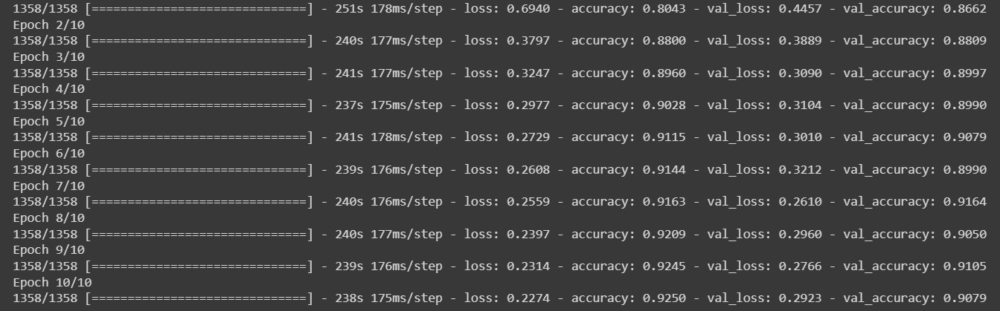 1358/1358 [==============================] - 251s 178ms/step - loss: 0.6940 - accuracy: 0.8043 - val_loss: 0.4457 - val_accuracy: 0.8662
Epoch 2/10
1358/1358 [==============================] - 240s 177ms/step - loss: 0.3797 - accuracy: 0.8800 - val_loss: 0.3889 - val_accuracy: 0.8809
Epoch 3/10
1358/1358 [==============================] - 241s 177ms/step - loss: 0.3247 - accuracy: 0.8960 - val_loss: 0.3090 - val_accuracy: 0.8997
Epoch 4/10
1358/1358 [==============================] - 237s 175ms/step - loss: 0.2977 - accuracy: 0.9028 - val_loss: 0.3104 - val_accuracy: 0.8990
Epoch 5/10
1358/1358 [==============================] - 241s 178ms/step - loss: 0.2729 - accuracy: 0.9115 - val_loss: 0.3010 - val_accuracy: 0.9079
Epoch 6/10
1358/1358 [==============================] - 239s 176ms/step - loss: 0.2608 - accuracy: 0.9144 - val_loss: 0.3212 - val_accuracy: 0.8990
Epoch 7/10
1358/1358 [==============================] - 240s 176ms/step - loss: 0.2559 - accuracy: 0.9163 - val_loss: 0.2610 - val_accuracy: 0.9164
Epoch 8/10
1358/1358 [==============================] - 240s 177ms/step - loss: 0.2397 - accuracy: 0.9209 - val_loss: 0.2960 - val_accuracy: 0.9050
Epoch 9/10
1358/1358 [==============================] - 239s 176ms/step - loss: 0.2314 - accuracy: 0.9245 - val_loss: 0.2766 - val_accuracy: 0.9105
Epoch 10/10
1358/1358 [==============================] - 238s 175ms/step - loss: 0.2274 - accuracy: 0.9250 - val_loss: 0.2923 - val_accuracy: 0.9079